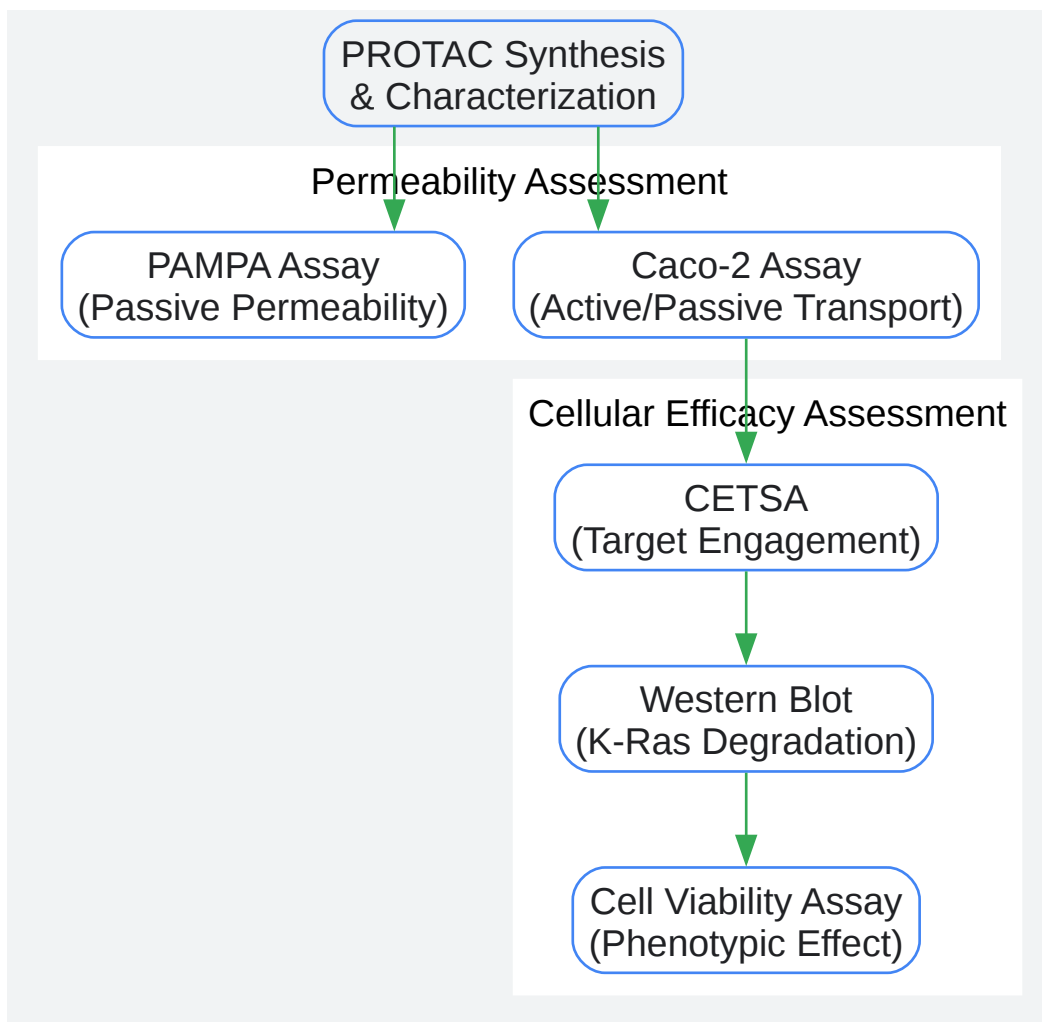 PROTAC Synthesis
& Characterization
Permeability Assessment
PAMPA Assay
(Passive Permeability)
Caco-2 Assay
(Active/Passive Transport)
Cellular Efficacy Assessment
CETSA
(Target Engagement)
Western Blot
(K-Ras Degradation)
Cell Viability Assay
(Phenotypic Effect)